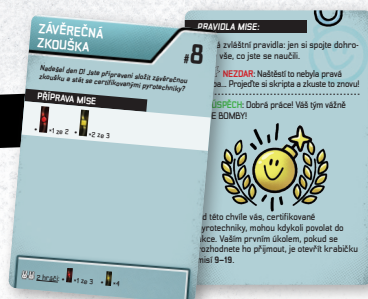 ZÁVĚREČNÁ
ZKOUŠKA
#8
Nadešel den D! Jste připraveni složit závěrečnou
zkoušku a stát se certifikovanými pyrotechniky?
PŘÍPRAVA MISE
• ×1 ze 2 • ×2 ze 3
2 hráči: • ×1 ze 3 • ×4
PRAVIDLA MISE:
zvláštní pravidla: jen si spojte dohro-
vše, co jste se naučili.
NEZDAR: Naštěstí to nebyla pravá
Projděte si skripta a zkuste to znovu!
ÚSPĚCH: Dobrá práce! Váš tým vážně
E BOMBY!
d této chvíle vás, certifikované
yrotechniky, mohou kdykoli povolat do
kce. Vaším prvním úkolem, pokud se
ozhodnete ho přijmout, je otevřít krabičku
misí 9–19.